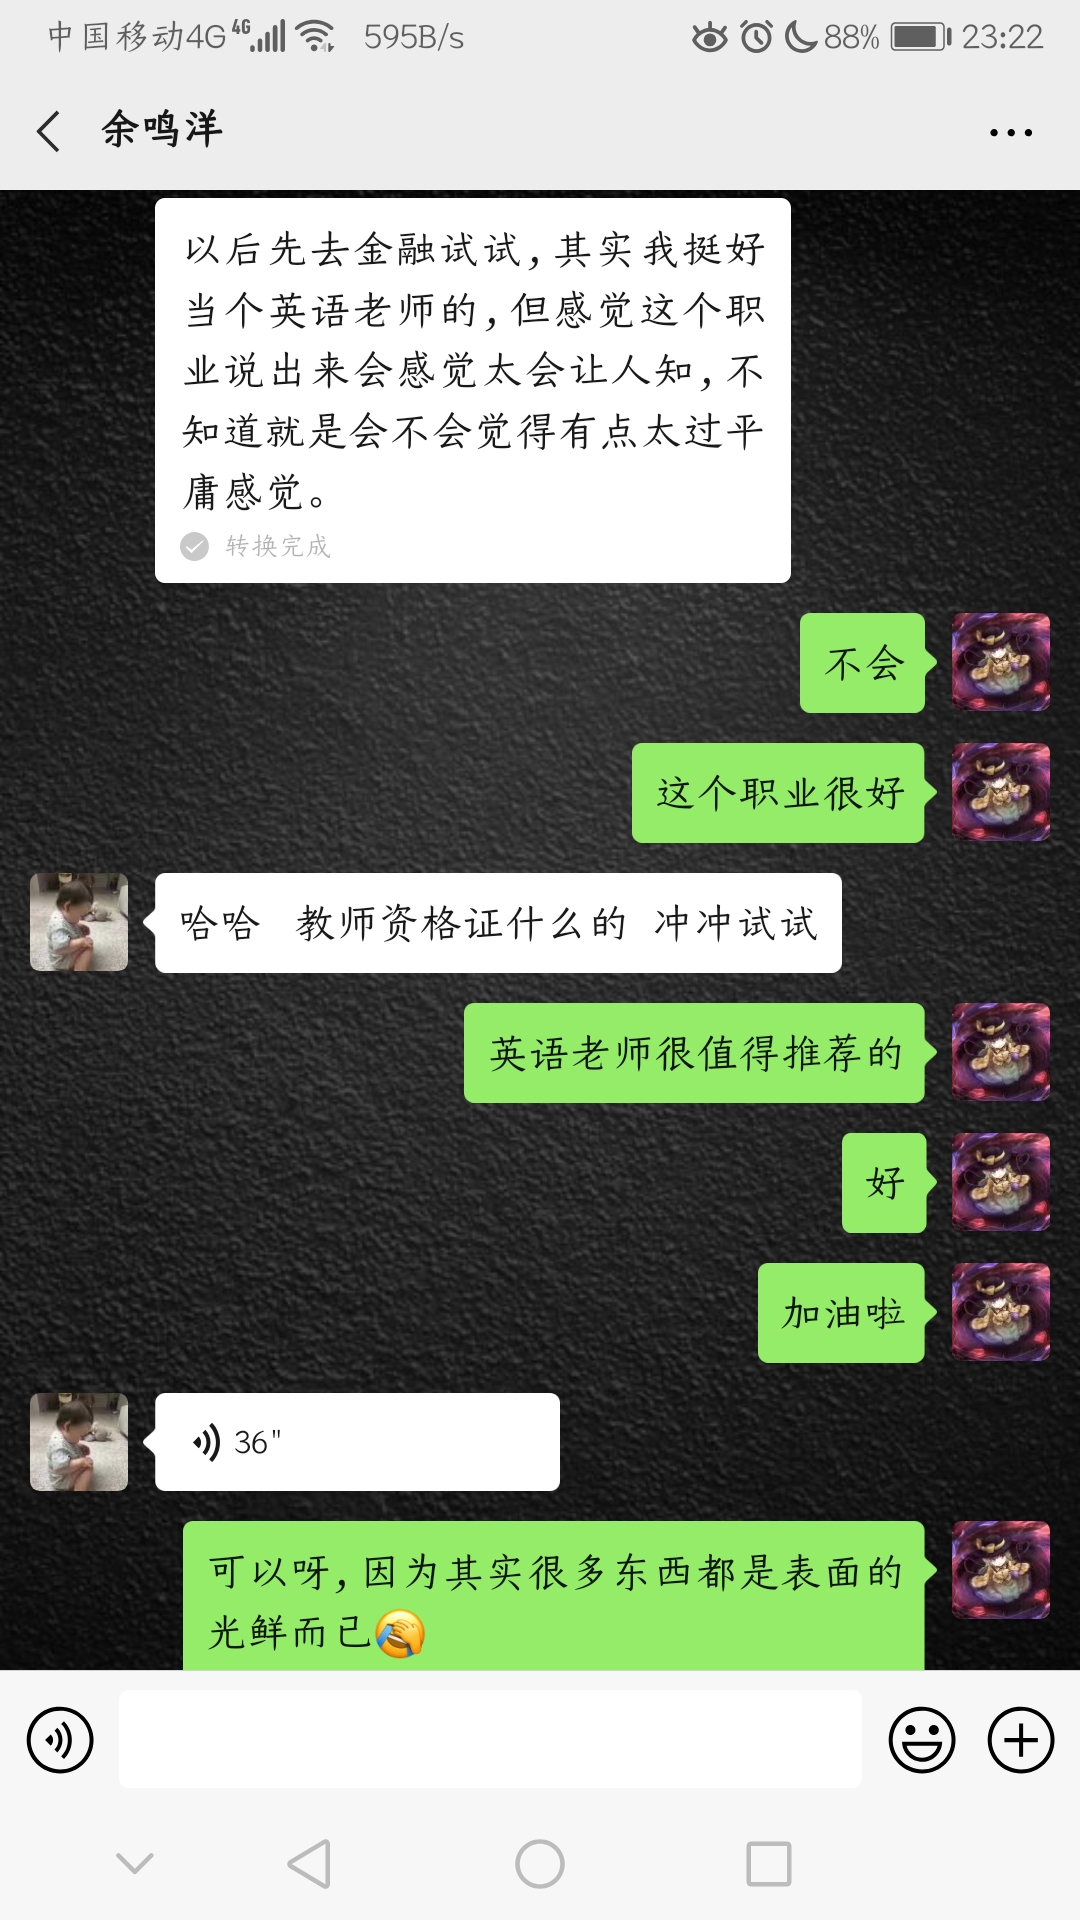 中国移动4G 4G 595B/s 88% 23:22
余鸣洋
以后先去金融试试,其实我挺好
当个英语老师的,但感觉这个职
业说出来会感觉太会让人知,不
知道就是会不会觉得有点太过平
庸感觉。
转换完成
不会
这个职业很好
哈哈 教师资格证什么的 冲冲试试
英语老师很值得推荐的
好
加油啦
36"
可以呀,因为其实很多东西都是表面的
光鲜而已